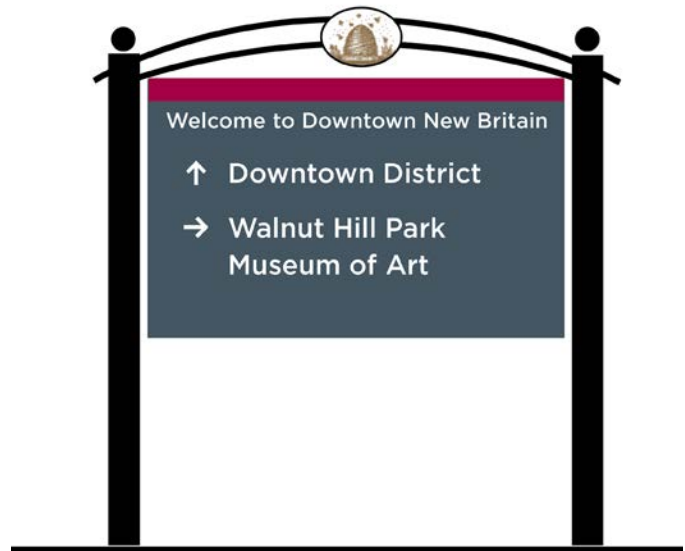 Welcome to Downtown New Britain
↑ Downtown District
→ Walnut Hill Park
Museum of Art